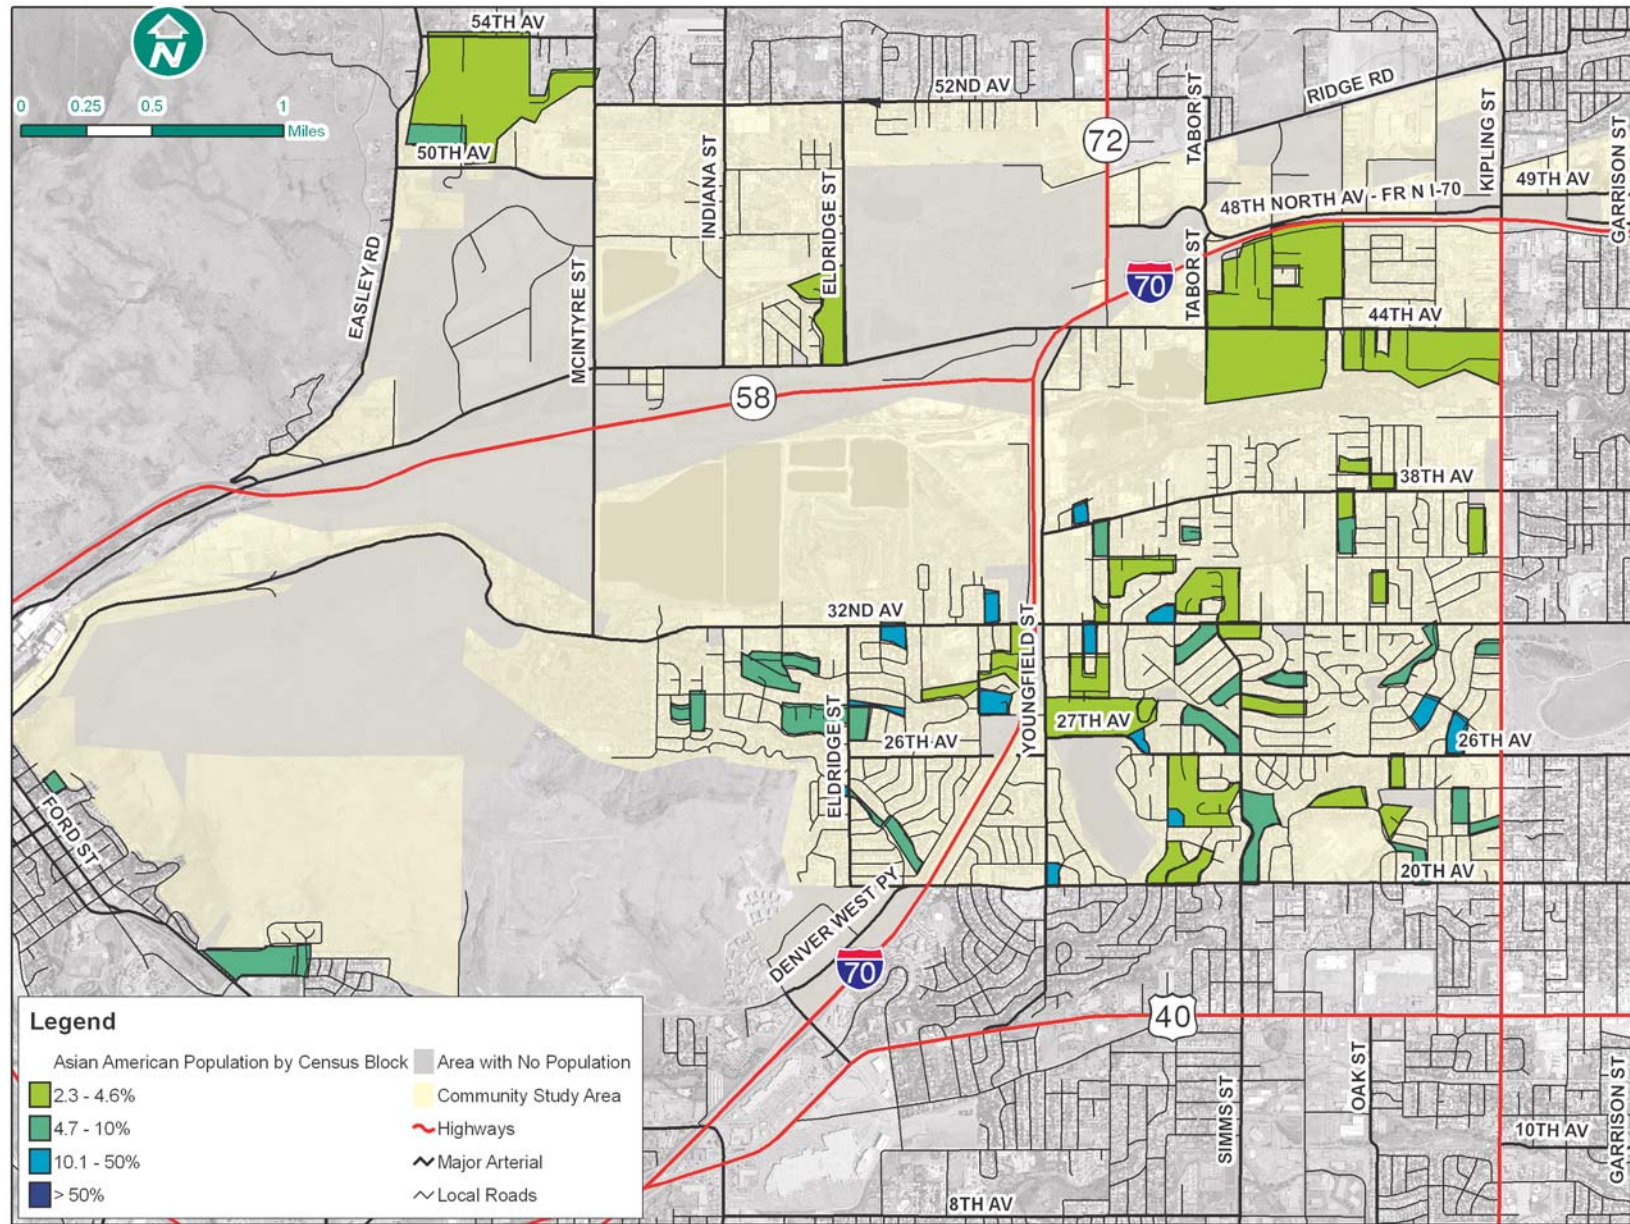 54TH AV
N
0 0.25 0.5 1
Miles
52ND AV
RIDGE RD
TABOR ST
KIPLING ST
GARRISON ST
72
50TH AV
INDIANA ST
ELDRIDGE ST
49TH AV
48TH NORTH AV - FR N I-70
EASLEY RD
MCINTYRE ST
TABOR ST
70
44TH AV
58
38TH AV
32ND AV
YOUNGFIELD ST
27TH AV
ELDRIDGE ST
26TH AV
26TH AV
FORD ST
20TH AV
DENVER WEST PY
70
40
SIMMS ST
OAK ST
GARRISON ST
10TH AV
8TH AV
Legend
Asian American Population by Census Block
2.3 - 4.6%
4.7 - 10%
10.1 - 50%
> 50%
Area with No Population
Community Study Area
Highways
Major Arterial
Local Roads